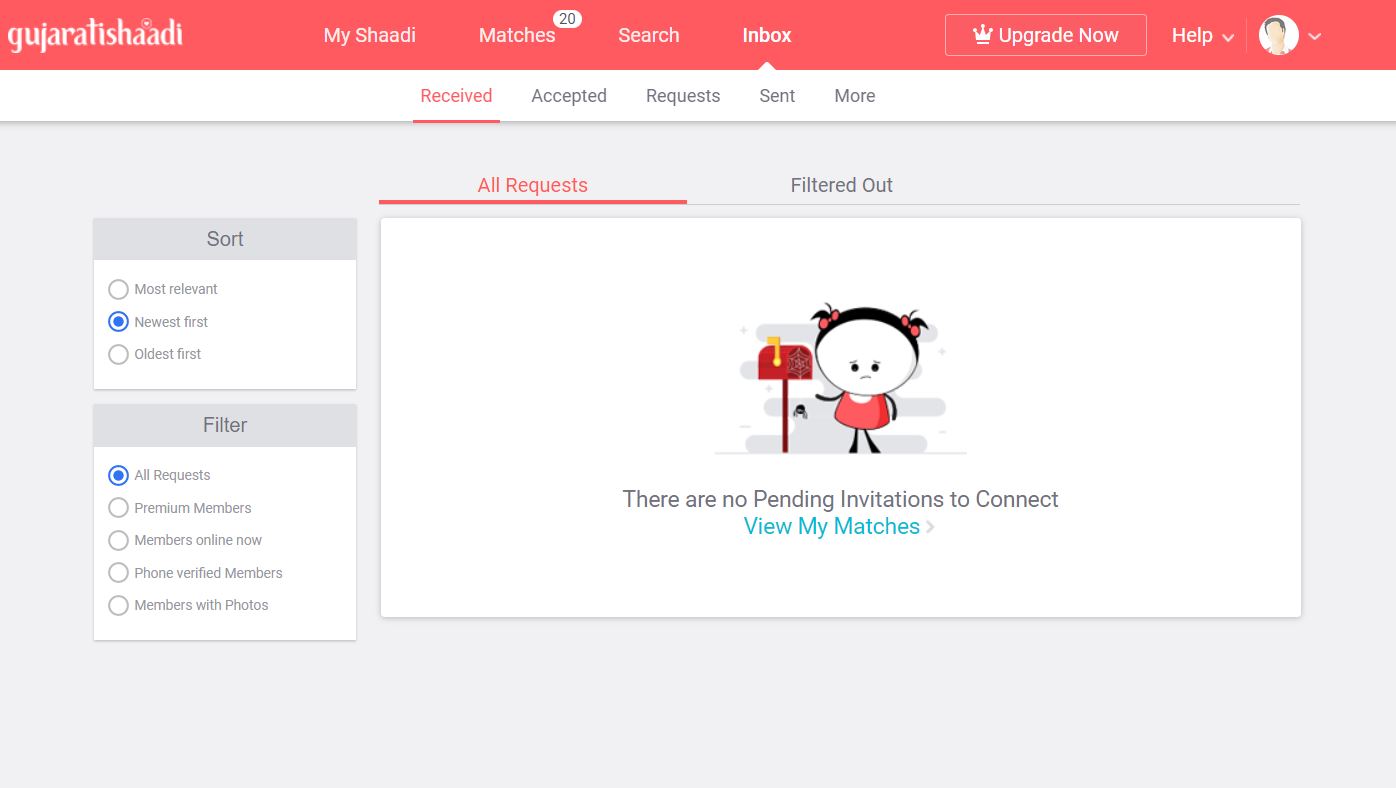 gujaratishaadi
My Shaadi
Matches
20
Search
Inbox
Upgrade Now
Help
Received
Accepted
Requests
Sent
More
All Requests
Filtered Out
Sort
Most relevant
Newest first
Oldest first
Filter
All Requests
Premium Members
Members online now
Phone verified Members
Members with Photos
There are no Pending Invitations to Connect
View My Matches